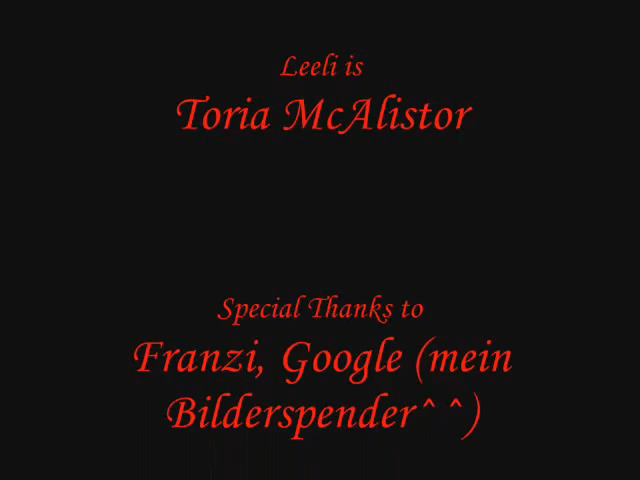 Leeli is
Toria McAlistor
Special Thanks to
Franzi, Google (mein
Bilderspender^^)